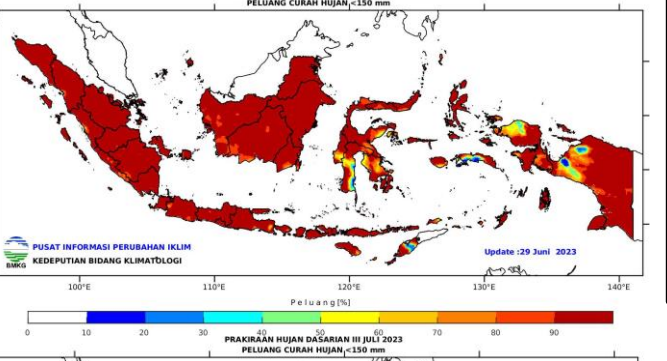 PELUANG CURAH HUJAN <150 mm
PUSAT INFORMASI PERUBAHAN IKLIM
KEDEPUTIAN BIDANG KLIMATOLOGI
BMKG
Update :29 Juni 2023
100°E 110°E 120°E 130°E 140°E
Peluang[%]
0 10 20 30 40 50 60 70 80 90
PRAKIRAAN HUJAN DASARIAN III JULI 2023
PELUANG CURAH HUJAN <150 mm